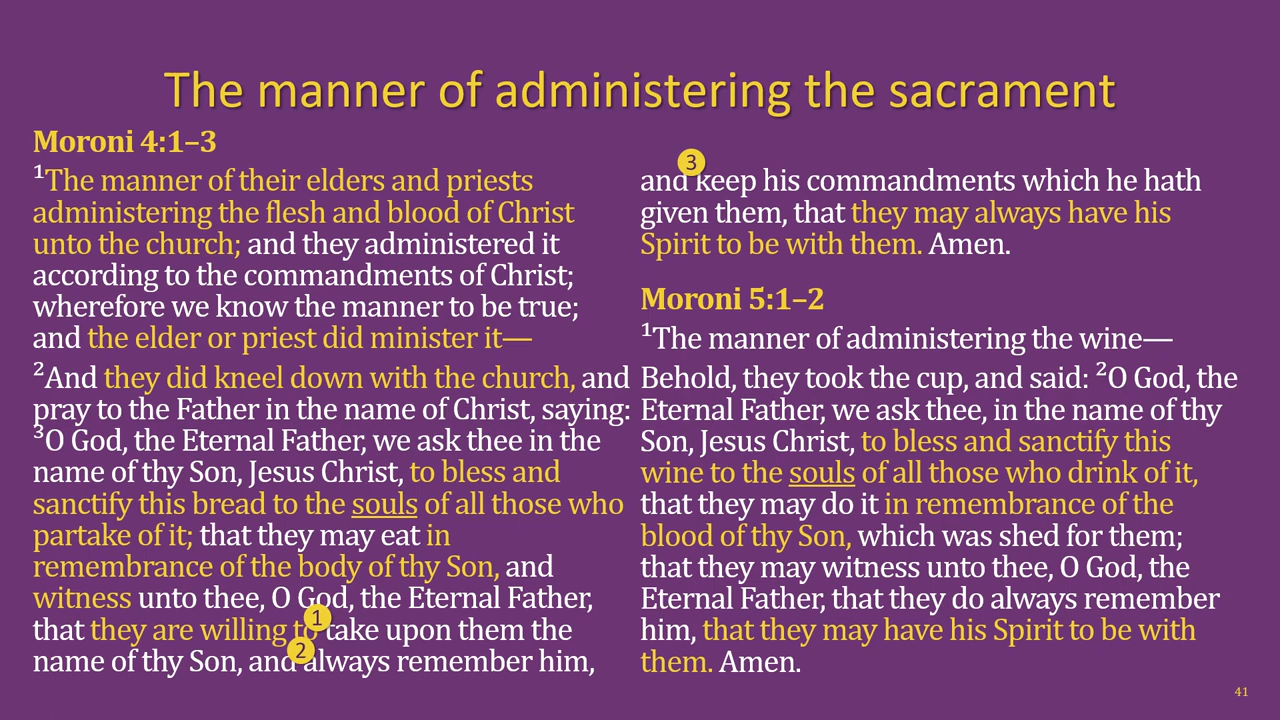 The manner of administering the sacrament
Moroni 4:1–3
¹The manner of their elders and priests
administering the flesh and blood of Christ
unto the church; and they administered it
according to the commandments of Christ;
wherefore we know the manner to be true;
and the elder or priest did minister it—
²And they did kneel down with the church, and
pray to the Father in the name of Christ, saying:
³O God, the Eternal Father, we ask thee in the
name of thy Son, Jesus Christ, to bless and
sanctify this bread to the souls of all those who
partake of it; that they may eat in
remembrance of the body of thy Son, and
witness unto thee, O God, the Eternal Father,
1
that they are willing to take upon them the
2
name of thy Son, and always remember him,
3
and keep his commandments which he hath
given them, that they may always have his
Spirit to be with them. Amen.
Moroni 5:1–2
¹The manner of administering the wine—
Behold, they took the cup, and said: ²O God, the
Eternal Father, we ask thee, in the name of thy
Son, Jesus Christ, to bless and sanctify this
wine to the souls of all those who drink of it,
that they may do it in remembrance of the
blood of thy Son, which was shed for them;
that they may witness unto thee, O God, the
Eternal Father, that they do always remember
him, that they may have his Spirit to be with
them. Amen.
41